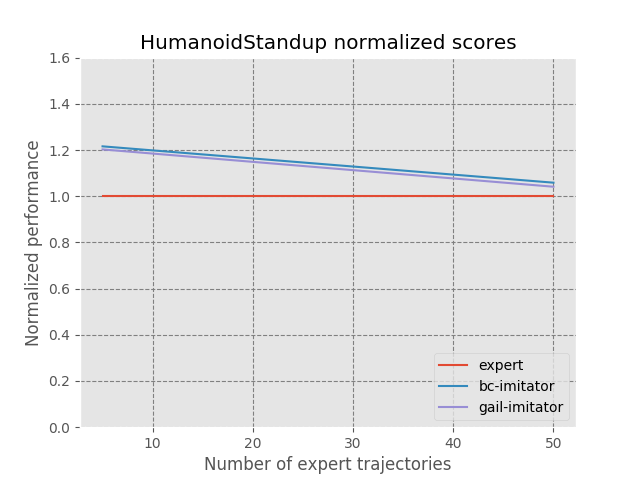 HumanoidStandup normalized scores
1.6
1.4
1.2
1.0
0.8
0.6
0.4
0.2
0.0
Normalized performance
expert
bc-imitator
gail-imitator
10 20 30 40 50
Number of expert trajectories